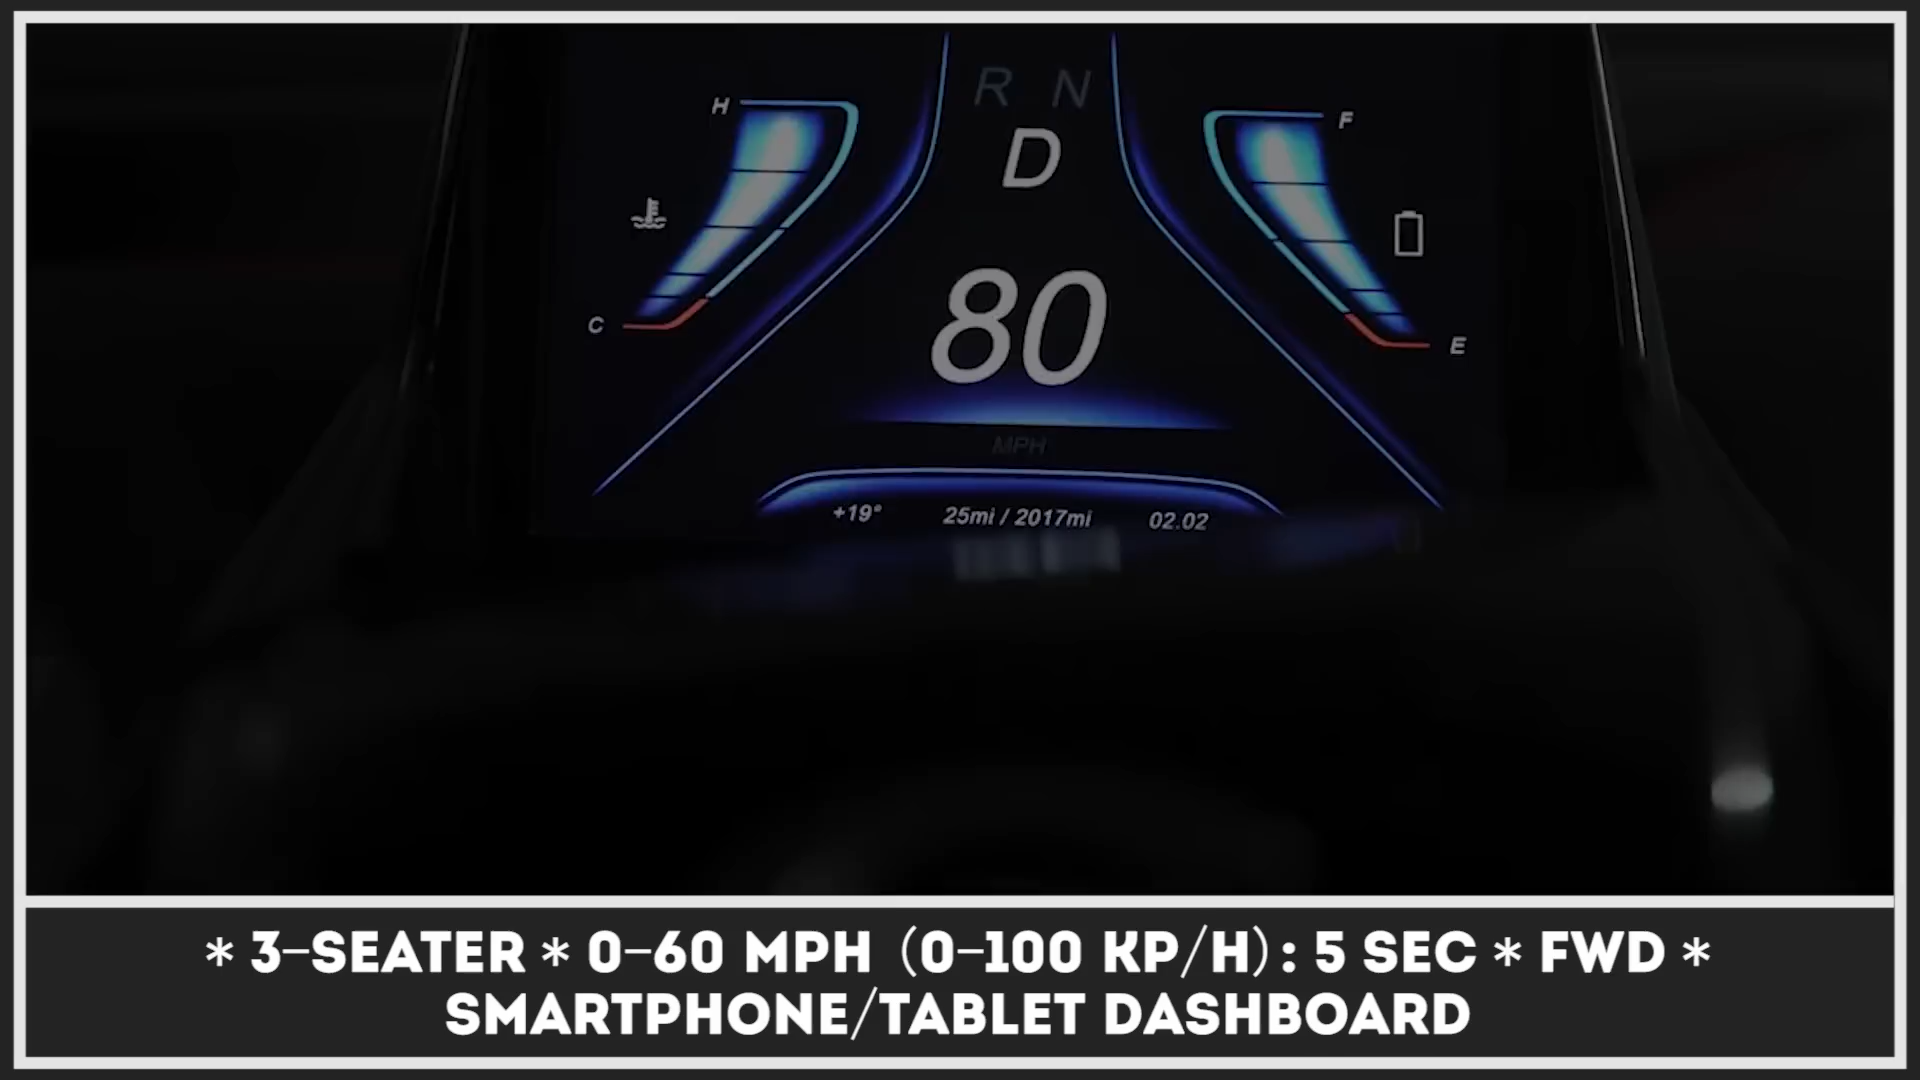 R N
H
F
D
80
C
E
MPH
+19° 25mi / 2017mi 02.02
* 3-SEATER * 0-60 MPH (0-100 KP/H): 5 SEC * FWD *
SMARTPHONE/TABLET DASHBOARD